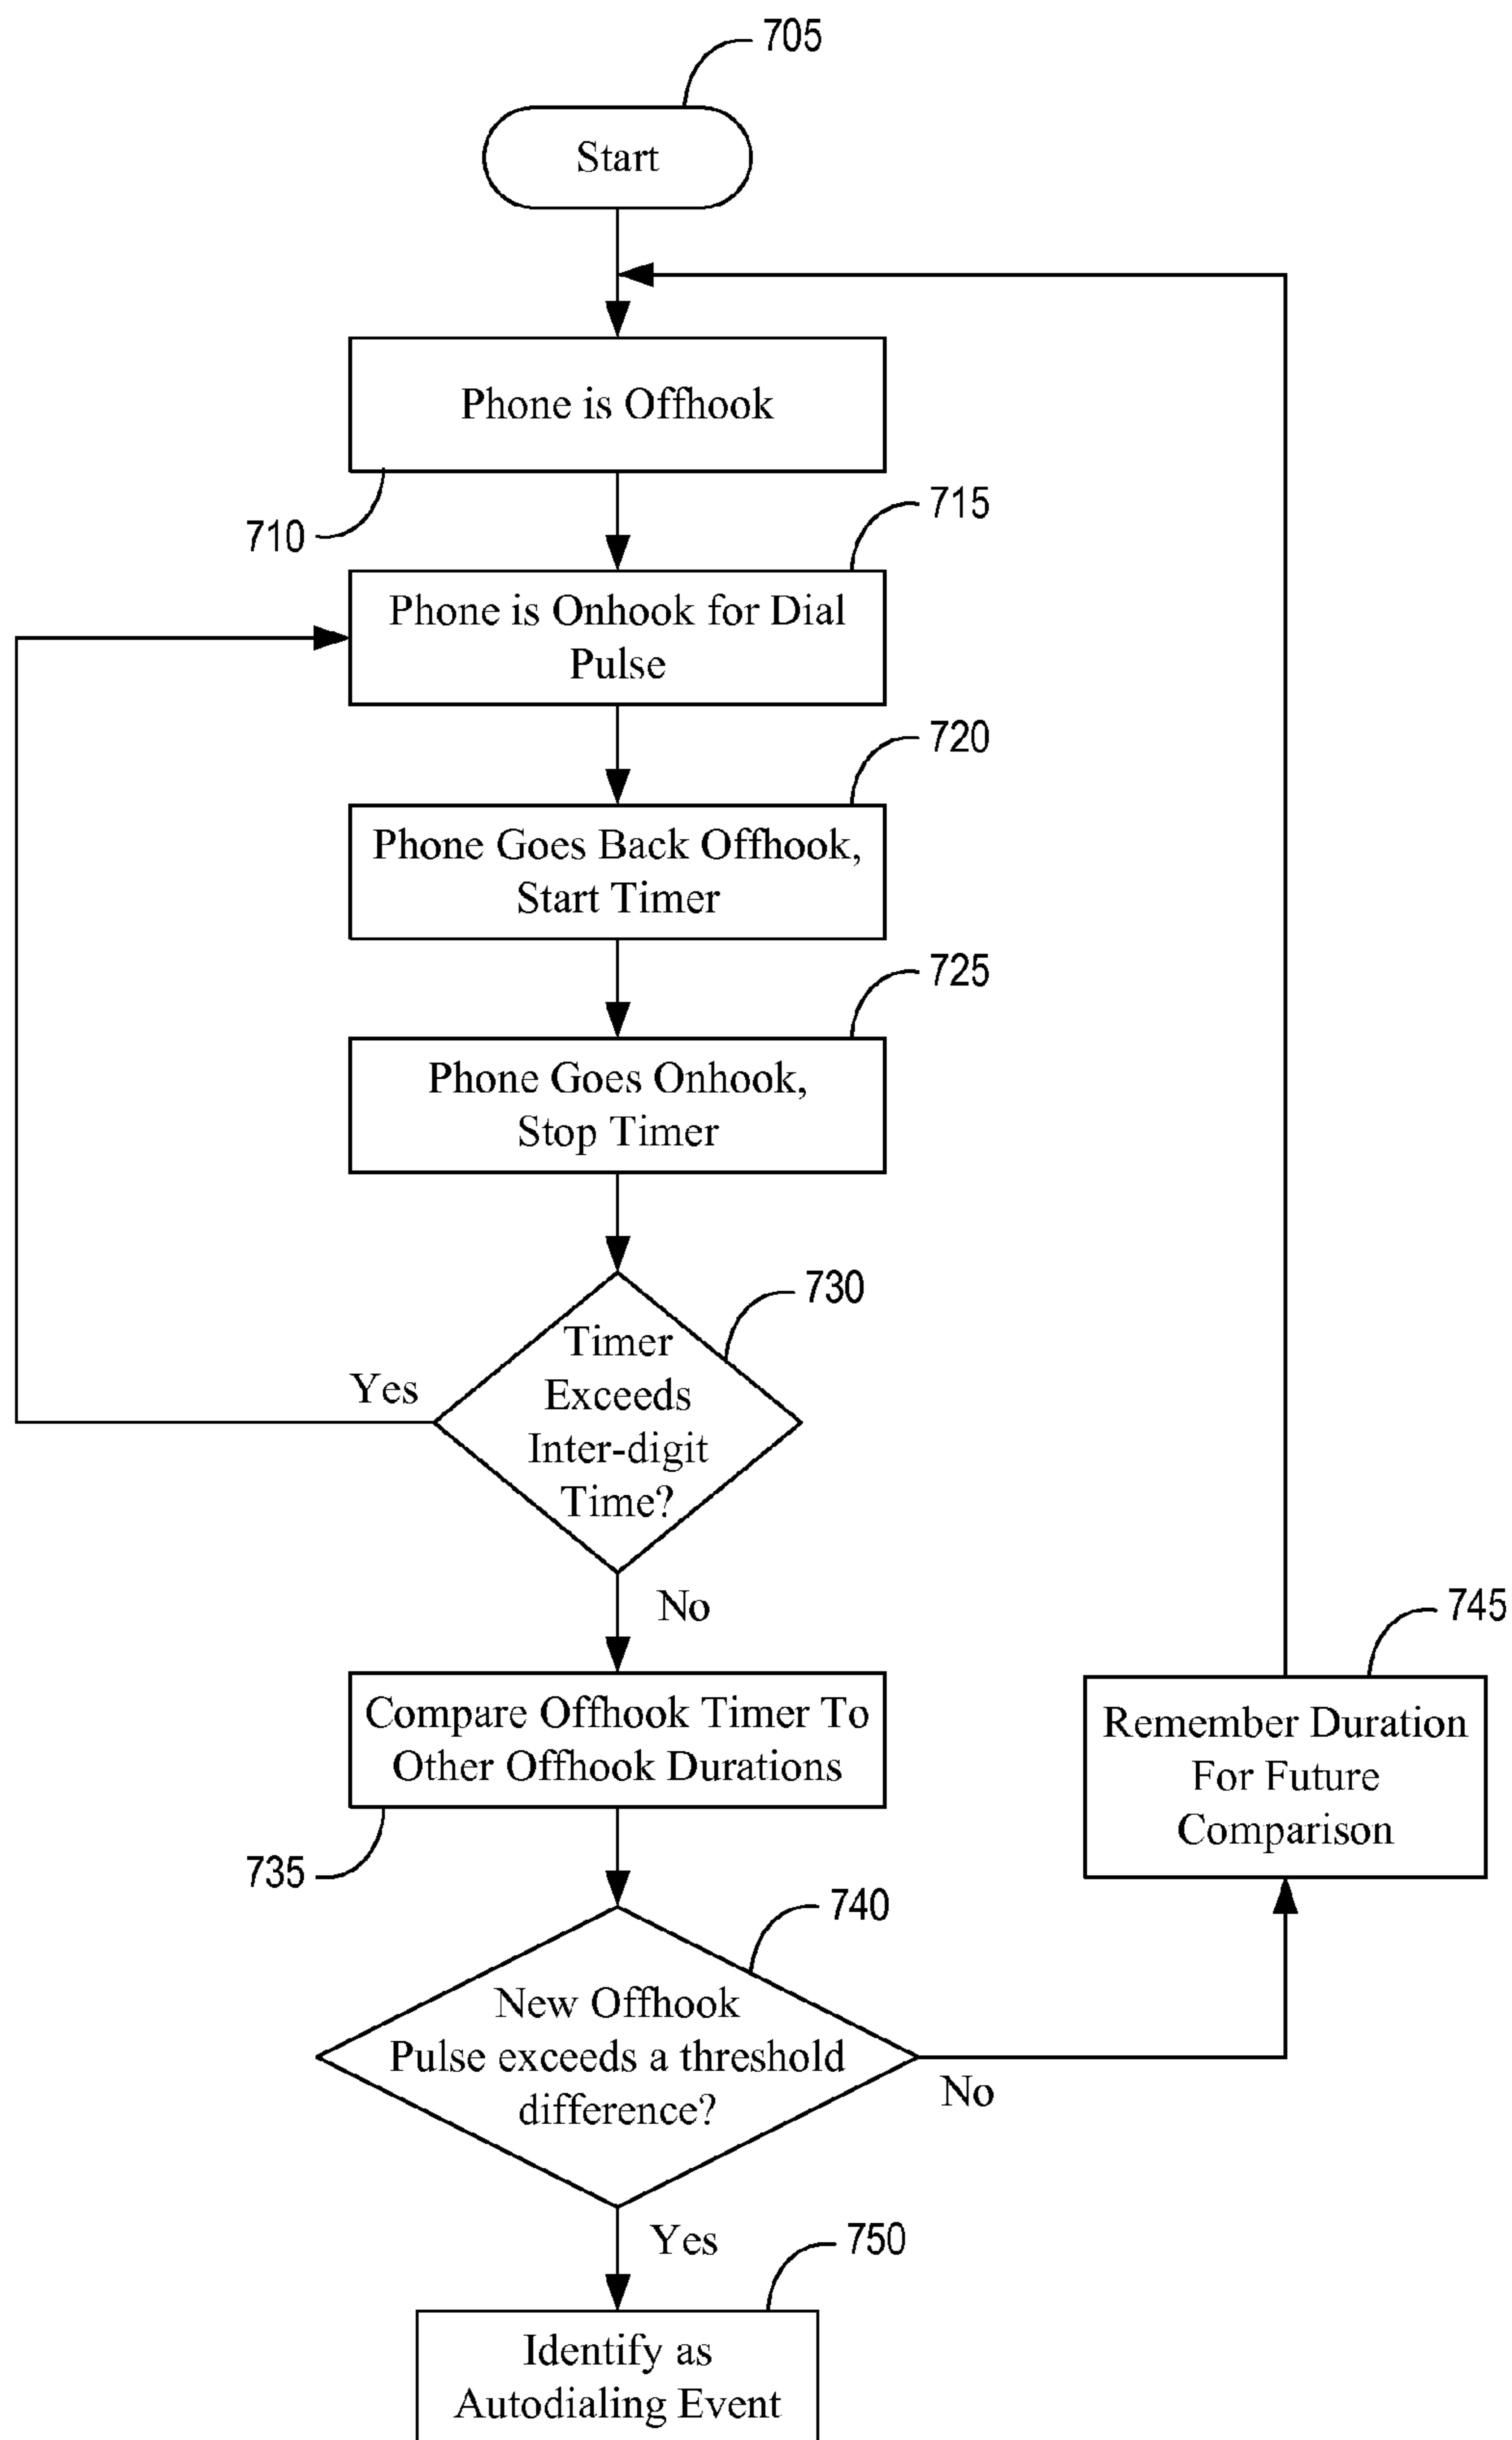 705
Start
Phone is Offhook
710
715
Phone is Onhook for Dial
Pulse
720
Phone Goes Back Offhook,
Start Timer
725
Phone Goes Onhook,
Stop Timer
730
Timer
Exceeds
Inter-digit
Time?
Yes
No
745
Compare Offhook Timer To
Other Offhook Durations
Remember Duration
For Future
Comparison
735
740
New Offhook
Pulse exceeds a threshold
difference?
No
Yes
750
Identify as
Autodialing Event